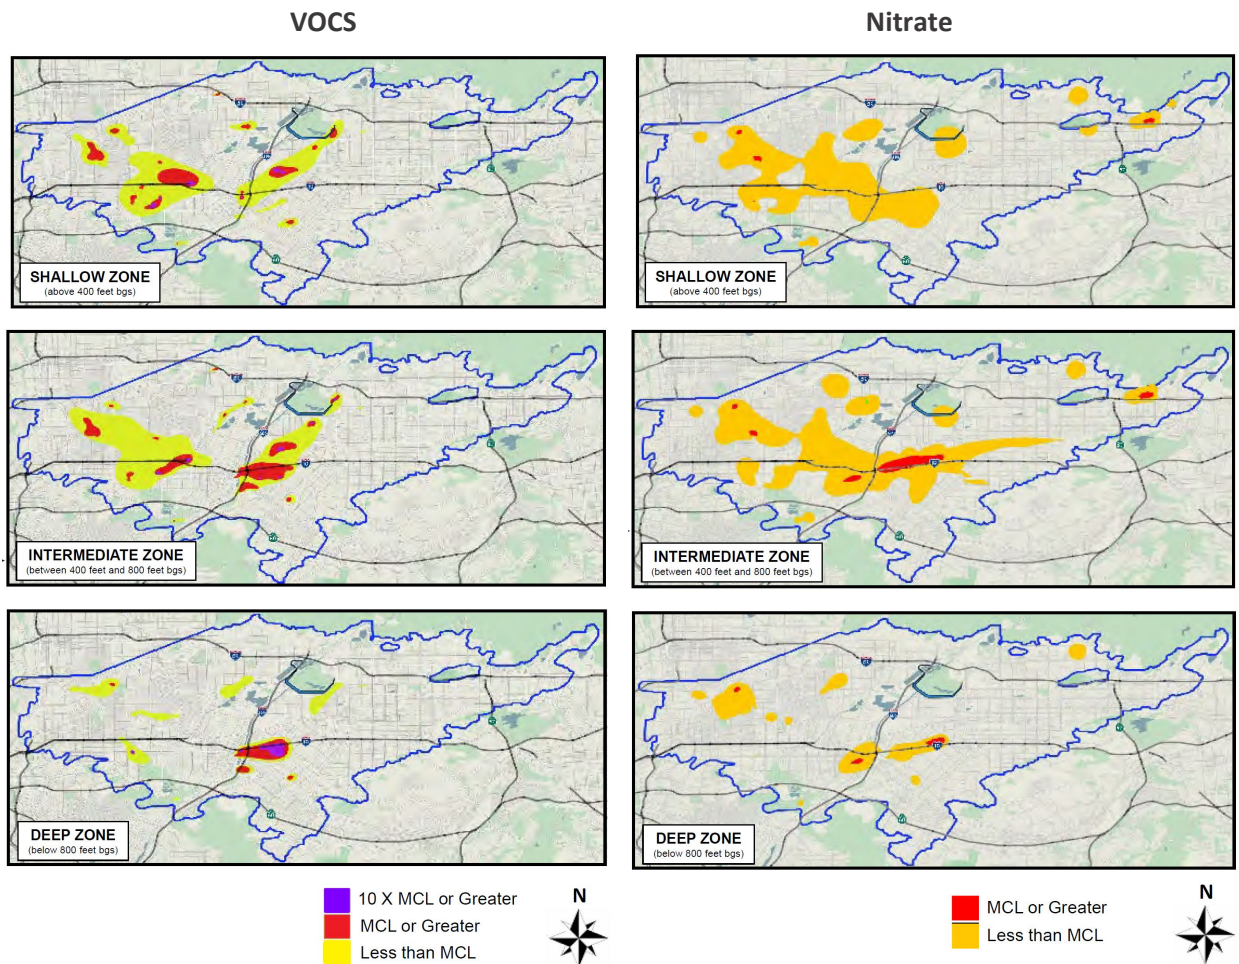 VOCS
Nitrate
SHALLOW ZONE
(above 400 feet bgs)
SHALLOW ZONE
(above 400 feet bgs)
INTERMEDIATE ZONE
(between 400 feet and 800 feet bgs)
INTERMEDIATE ZONE
(between 400 feet and 800 feet bgs)
DEEP ZONE
(below 800 feet bgs)
DEEP ZONE
(below 800 feet bgs)
10 X MCL or Greater
MCL or Greater
Less than MCL
N
MCL or Greater
Less than MCL
N